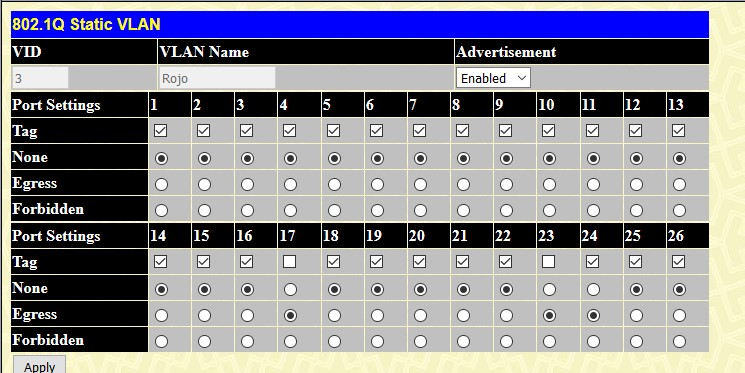 802.1Q Static VLAN
VID VLAN Name Advertisement
3 Rojo Enabled
Port Settings 1 2 3 4 5 6 7 8 9 10 11 12 13
Tag
None
Egress
Forbidden
Port Settings 14 15 16 17 18 19 20 21 22 23 24 25 26
Tag
None
Egress
Forbidden
Apply